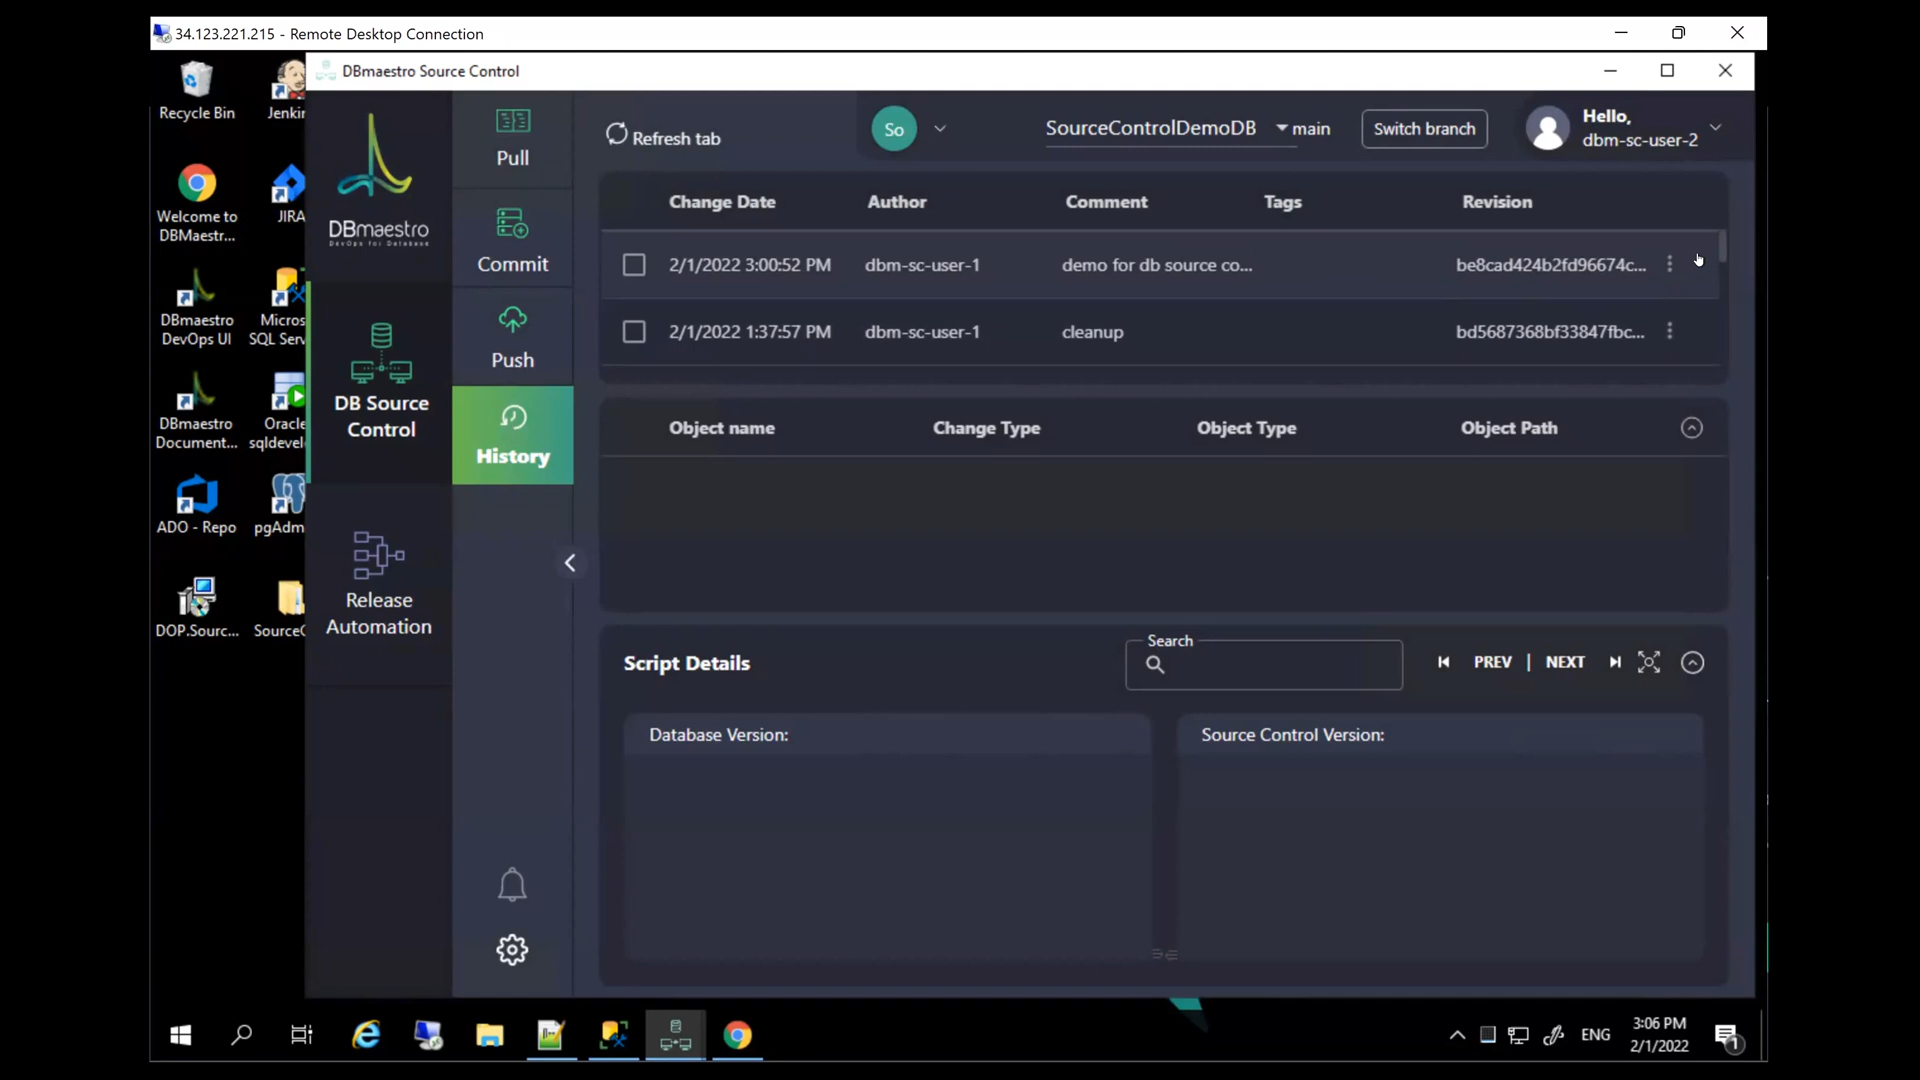 34.123.221.215 - Remote Desktop Connection
DBmaestro Source Control
Recycle Bin
Jenkin
Welcome to
DBMaestr...
JIRA
DBmaestro
DevOps UI
Micros
SQL Serv
DBmaestro
Document...
Oracle
sqldevel
ADO - Repo
pgAdm
DOP.Sourc...
SourceC
DBmaestro
DevOps for Database
DB Source
Control
Release
Automation
Pull
Commit
Push
History
Refresh tab
So
SourceControlDemoDB
main
Switch branch
Hello,
dbm-sc-user-2
Change Date Author Comment Tags Revision
2/1/2022 3:00:52 PM dbm-sc-user-1 demo for db source co... be8cad424b2fd96674c...
2/1/2022 1:37:57 PM dbm-sc-user-1 cleanup bd5687368bf33847fbc...
Object name Change Type Object Type Object Path
Script Details
Search
PREV | NEXT
Database Version:
Source Control Version:
ENG
3:06 PM
2/1/2022
1